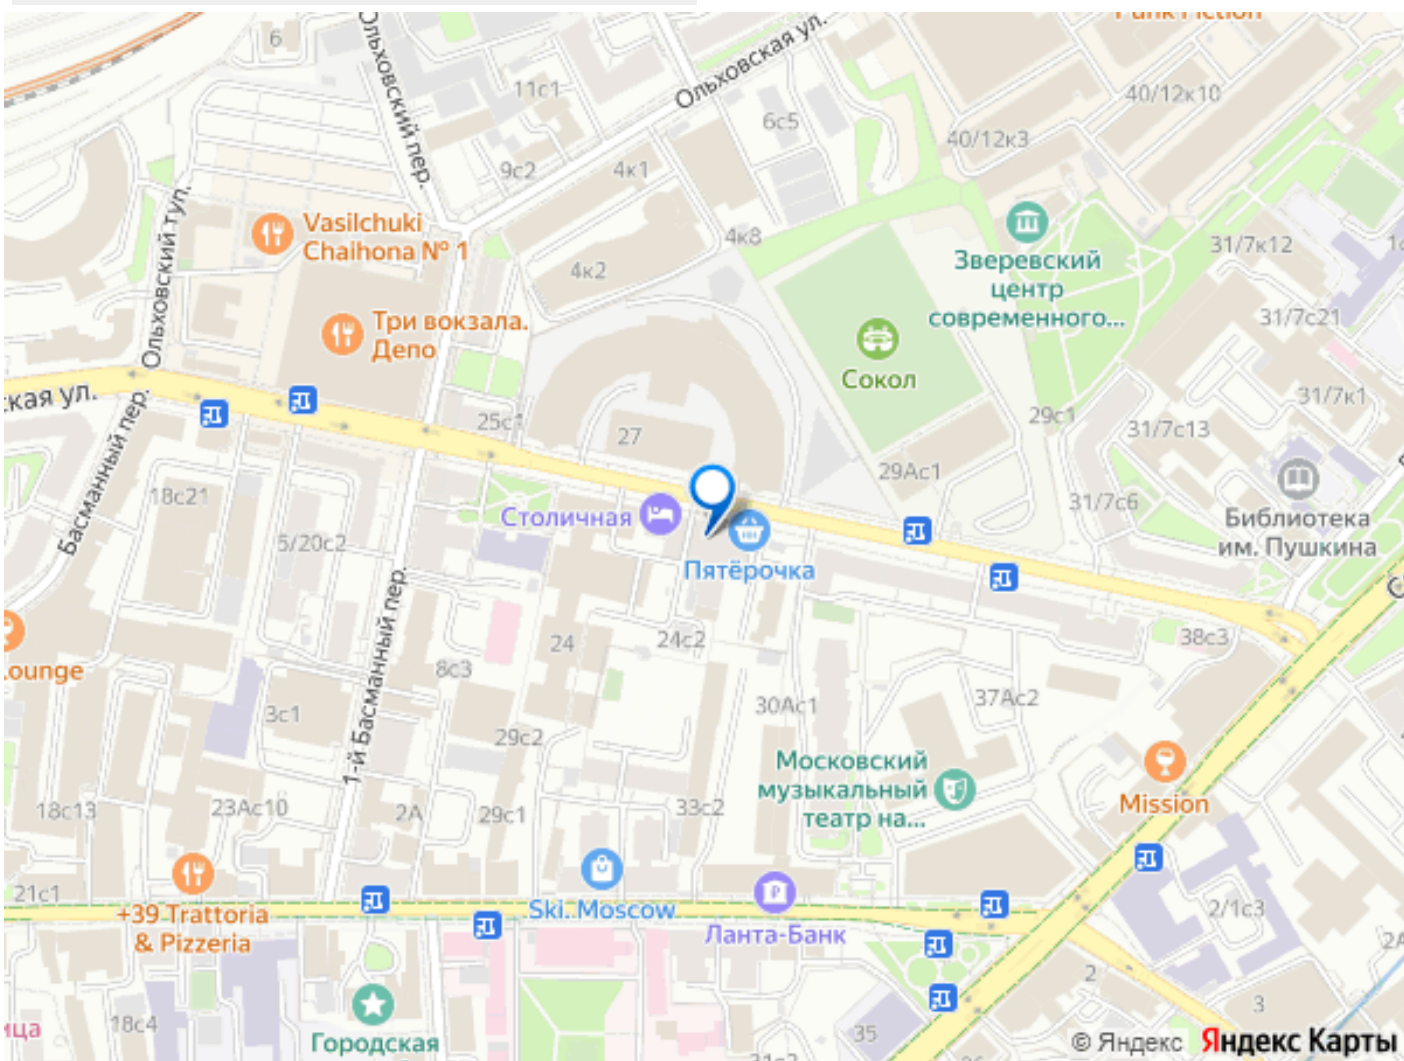 Punk Fiction
6
Ольховский пер.
Ольховская ул.
11с1
40/12к10
6с5
40/12к3
9с2
4к1
Vasilchuki
Chaihona № 1
Ольховский туп.
4к8
4к2
Зверевский
центр
современного...
31/7к12
31/7с21
Три вокзала.
Депо
Сокол
кая ул.
31/7к1
Басманный пер.
25с1
27
29с1
31/7с13
29Ас1
18с21
31/7с6
Столичная
Библиотека
им. Пушкина
5/20с2
Пятёрочка
1-й Басманный пер.
24
24с2
38с3
ounge
8с3
37Ас2
30Ас1
3с1
29с2
Московский
музыкальный
театр на...
Mission
18с13
23Ас10
2А
29с1
33с2
21с1
+39 Trattoria
& Pizzeria
Ski. Moscow
Ланта-Банк
2/1с3
2А
2
3
18с4
Городская
ица
35
© Яндекс Яндекс Карты